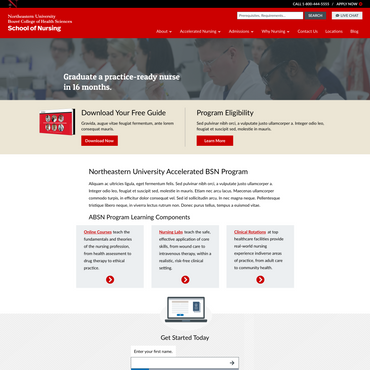 CALL 1-800-444-5555 / APPLY NOW
Northeastern University
Bouvé College of Health Sciences
School of Nursing
Prerequisites, Requirements... SEARCH LIVE CHAT
About Accelerated Nursing Admissions Why Nursing Contact Us Locations Blog
Graduate a practice-ready nurse
in 16 months.
Download Your Free Guide
Gravida, augue vitae feugiat fermentum, ante lorem
consequat mauris.
Download Now
Program Eligibility
Sed pulvinar nibh orci, a vulputate justo ullamcorper a. Integer odio leo,
feugiat et suscipit sed, molestie in mauris.
Learn More
Northeastern University Accelerated BSN Program
Aliquam ac ultricies ligula, eget fermentum felis. Sed pulvinar nibh orci, a vulputate justo ullamcorper a.
Integer odio leo, feugiat et suscipit sed, molestie in mauris. Etiam nec arcu lacus. Maecenas ullamcorper
commodo turpis, in efficitur dolor consequat vel. Sed id sollicitudin arcu. In nec magna neque. Pellentesque
tristique libero neque, in viverra lectus rutrum non. Donec purus tellus, tempus a euismod vitae.
ABSN Program Learning Components
Online Courses teach the
fundamentals and theories
of the nursing profession,
from health assessment to
drug therapy to ethical
practice.
Nursing Labs teach the safe,
effective application of core
skills, from wound care to
intravenous therapy, within a
realistic, risk-free clinical
setting.
Clinical Rotations at top
healthcare facilities provide
real-world nursing
experience indiverse areas
of practice, from adult care
to community health.
Get Started Today
Enter your first name.